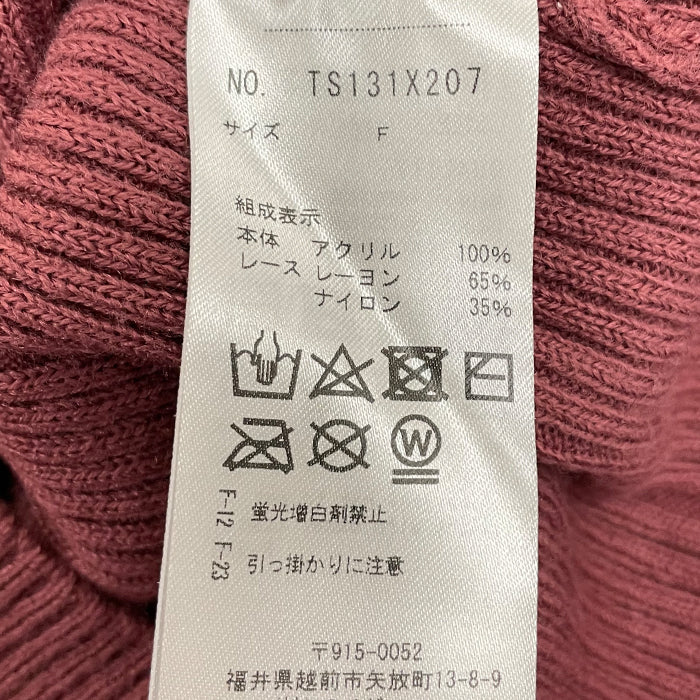 NO. TS131X207
サイズ F
組成表示
本体 アクリル 100%
レース レーヨン 65%
ナイロン 35%
W
F-12 F-23
蛍光増白剤禁止
引っ掛かりに注意
〒915-0052
福井県越前市矢放町13-8-9